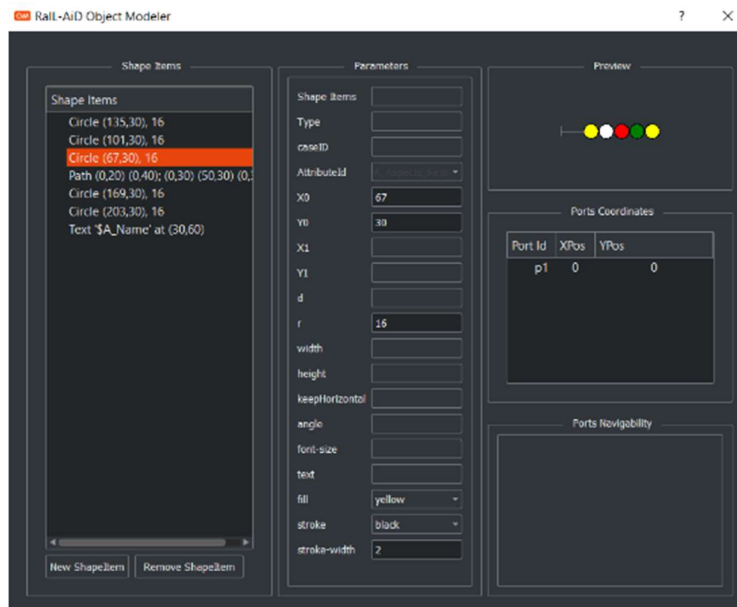 RailL-AiD Object Modeler
Shape Items
Shape Items
Circle (135,30), 16
Circle (101,30), 16
Circle (67,30), 16
Path (0,20) (0,40); (0,30) (50,30) (0,
Circle (169,30), 16
Circle (203,30), 16
Text '$A_Name' at (30,60)
New ShapeItem
Remove ShapeItem
Parameters
Shape Items
Type
caseID
AttributeId
X0 67
Y0 30
X1
Y1
d
r 16
width
height
keepHorizontal
angle
font-size
text
fill yellow
stroke black
stroke-width 2
Preview
Ports Coordinates
Port Id XPos YPos
p1 0 0
Ports Navigability